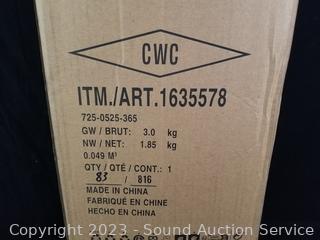 CWC
ITM./ART.1635578
725-0525-365
GW / BRUT: 3.0 kg
NW / NET: 1.85 kg
0.049 M³
QTY / QTÉ / CONT.: 1
83 / 816
MADE IN CHINA
FABRIQUÉ EN CHINE
HECHO EN CHINA
Copyright 2023 - Sound Auction Service